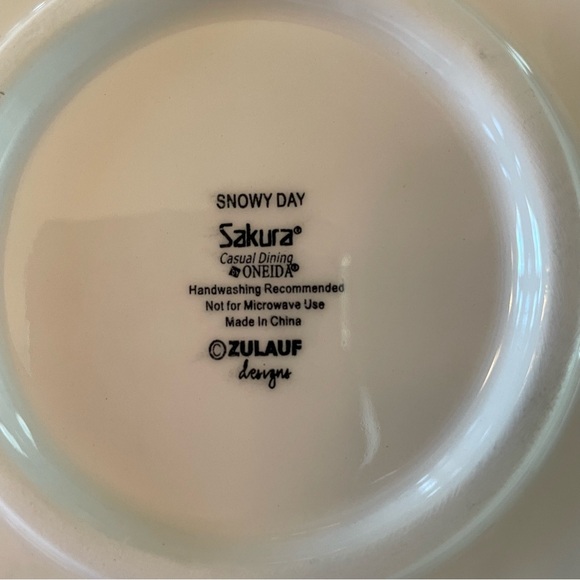 SNOWY DAY
Sakura®
Casual Dining
ONEIDA®
Handwashing Recommended
Not for Microwave Use
Made In China
©ZULAUF
designs